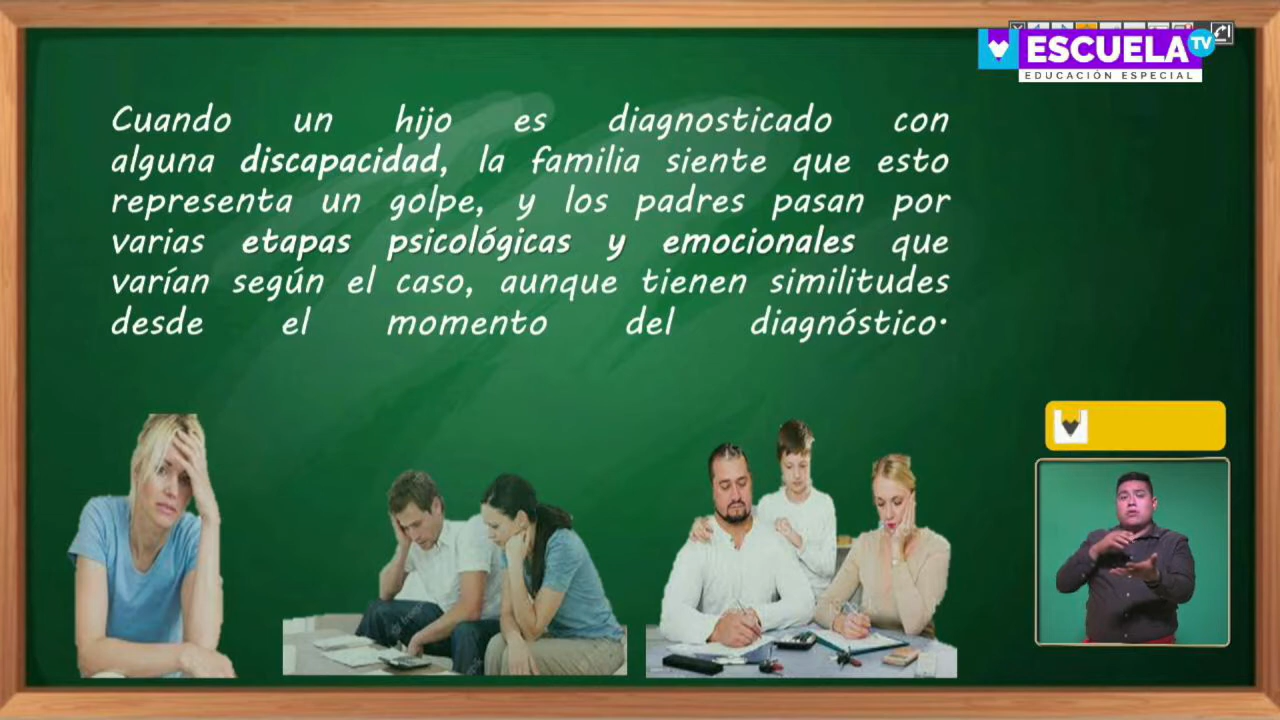 ESCUELA TV
EDUCACIÓN ESPECIAL
Cuando un hijo es diagnosticado con
alguna discapacidad, la familia siente que esto
representa un golpe, y los padres pasan por
varias etapas psicológicas y emocionales que
varían según el caso, aunque tienen similitudes
desde el momento del diagnóstico.